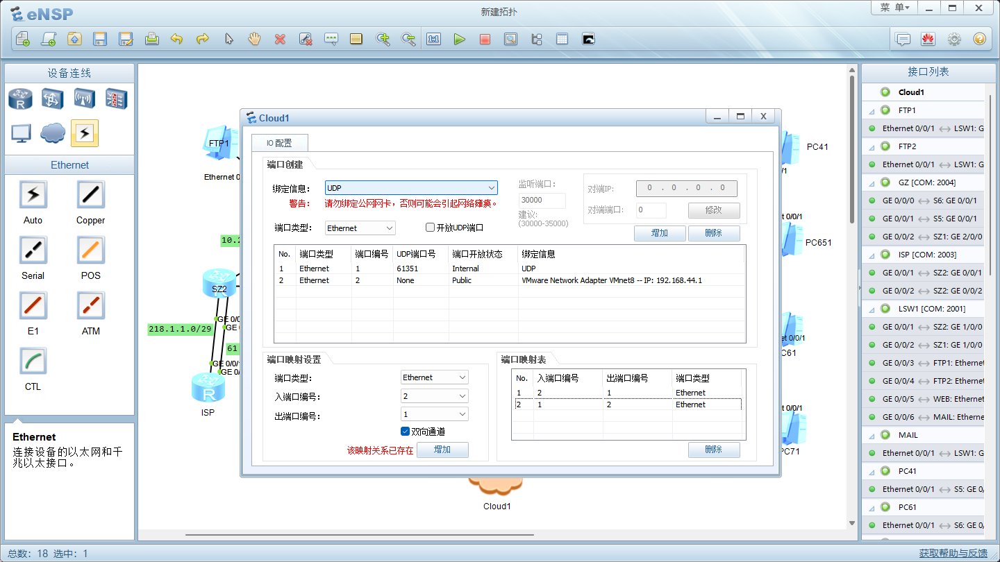 eNSP
新建拓扑
菜 单
设备连线
Ethernet
Auto
Copper
Serial
POS
E1
ATM
CTL
Ethernet
连接设备的以太网和千
兆以太接口。
FTP1
Ethernet 0
10.2
SZ2
218.1.1.0/29
GE 0/0
GE
61
GE 0/0/
GE 0/
R
ISP
Cloud1
IO 配置
端口创建
绑定信息：
UDP
警告：
请勿绑定公网网卡，否则可能会引起网络瘫痪。
端口类型：
Ethernet
开放UDP端口
监听端口：
30000
建议：
(30000-35000)
对端IP：
0 . 0 . 0 . 0
对端端口：
0
修改
增加
删除
No. 端口类型 端口编号 UDP端口号 端口开放状态 绑定信息
1 Ethernet 1 61351 Internal UDP
2 Ethernet 2 None Public VMware Network Adapter VMnet8 -- IP: 192.168.44.1
端口映射设置
端口类型：
Ethernet
入端口编号：
2
出端口编号：
1
双向通道
该映射关系已存在
增加
端口映射表
No. 入端口编号 出端口编号 端口类型
1 2 1 Ethernet
2 1 2 Ethernet
删除
Cloud1
PC41
/1
et 0/0/1
PC651
et 0/0/1
C61
et 0/0/1
PC71
接口列表
Cloud1
FTP1
Ethernet 0/0/1 LSW1: G
FTP2
Ethernet 0/0/1 LSW1: G
GZ [COM: 2004]
GE 0/0/0 S6: GE 0/0/1
GE 0/0/1 S5: GE 0/0/1
GE 0/0/2 SZ1: GE 2/0/0
ISP [COM: 2003]
GE 0/0/1 SZ2: GE 0/0/1
GE 0/0/2 SZ2: GE 0/0/2
LSW1 [COM: 2001]
GE 0/0/1 SZ2: GE 1/0/0
GE 0/0/2 SZ1: GE 1/0/0
GE 0/0/3 FTP1: Ethernet
GE 0/0/4 FTP2: Ethernet
GE 0/0/5 WEB: Ethernet
GE 0/0/6 MAIL: Etherne
MAIL
Ethernet 0/0/1 LSW1: G
PC41
Ethernet 0/0/1 S5: GE 0/
PC61
Ethernet 0/0/1 S6: GE 0/
总数：18 选中：1
获取帮助与反馈